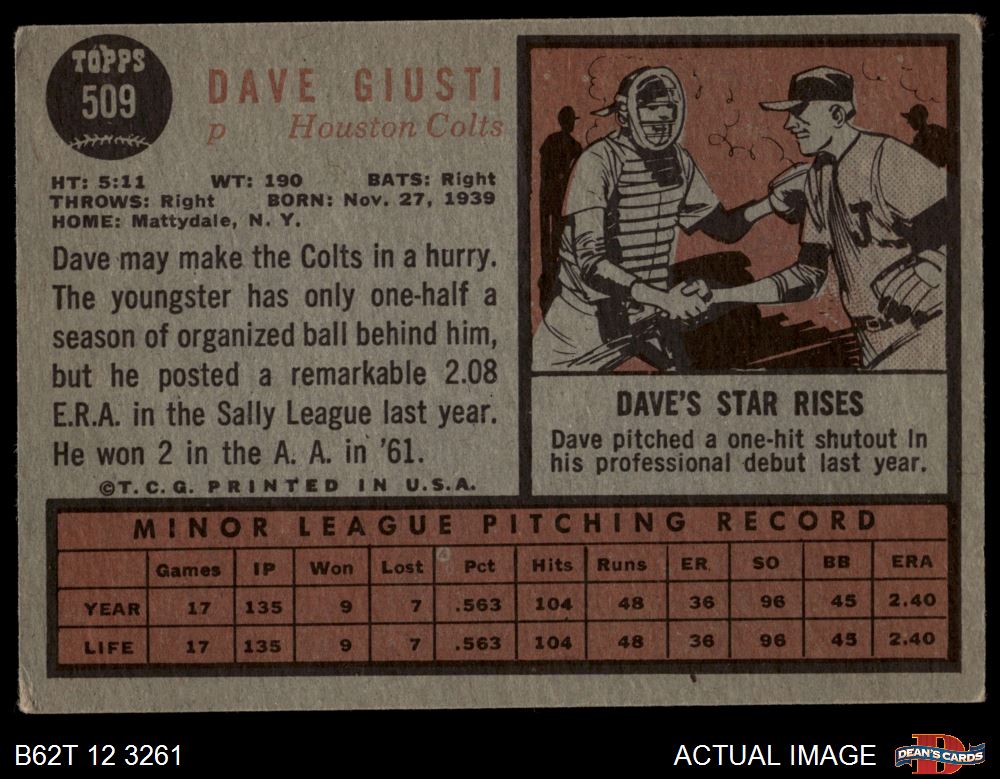 TOPPS
509
DAVE GIUSTI
p Houston Colts
HT: 5:11 WT: 190 BATS: Right
THROWS: Right BORN: Nov. 27, 1939
HOME: Mattydale, N. Y.
Dave may make the Colts in a hurry.
The youngster has only one-half a
season of organized ball behind him,
but he posted a remarkable 2.08
E.R.A. in the Sally League last year.
He won 2 in the A. A. in '61.
©T. C. G. PRINTED IN U.S.A.
J
DAVE'S STAR RISES
Dave pitched a one-hit shutout In
his professional debut last year.
MINOR LEAGUE PITCHING RECORD
Games IP Won Lost Pct Hits Runs ER. SO BB ERA
YEAR 17 135 9 7 .563 104 48 36 96 45 2.40
LIFE 17 135 9 7 .563 104 48 36 96 45 2.40
B62T 12 3261
ACTUAL IMAGE
DEAN'S CARDS